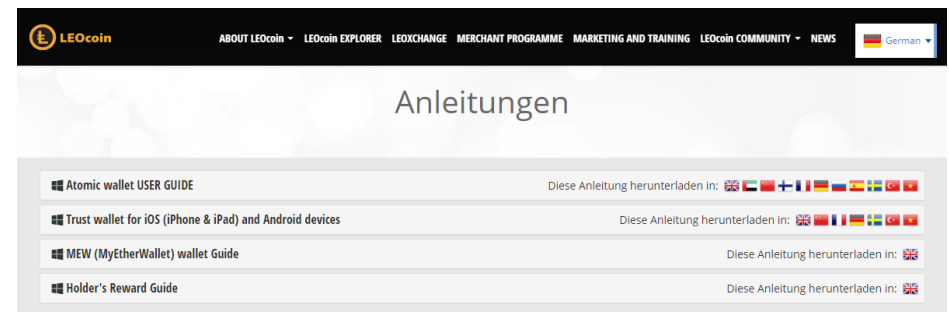 LEOcoin ABOUT LEOcoin LEOcoin EXPLORER LEOXCHANGE MERCHANT PROGRAMME MARKETING AND TRAINING LEOcoin COMMUNITY NEWS German
Anleitungen
Atomic wallet USER GUIDE Diese Anleitung herunterladen in:
Trust wallet for iOS (iPhone & iPad) and Android devices Diese Anleitung herunterladen in:
MEW (MyEtherWallet) wallet Guide Diese Anleitung herunterladen in:
Holder's Reward Guide Diese Anleitung herunterladen in: